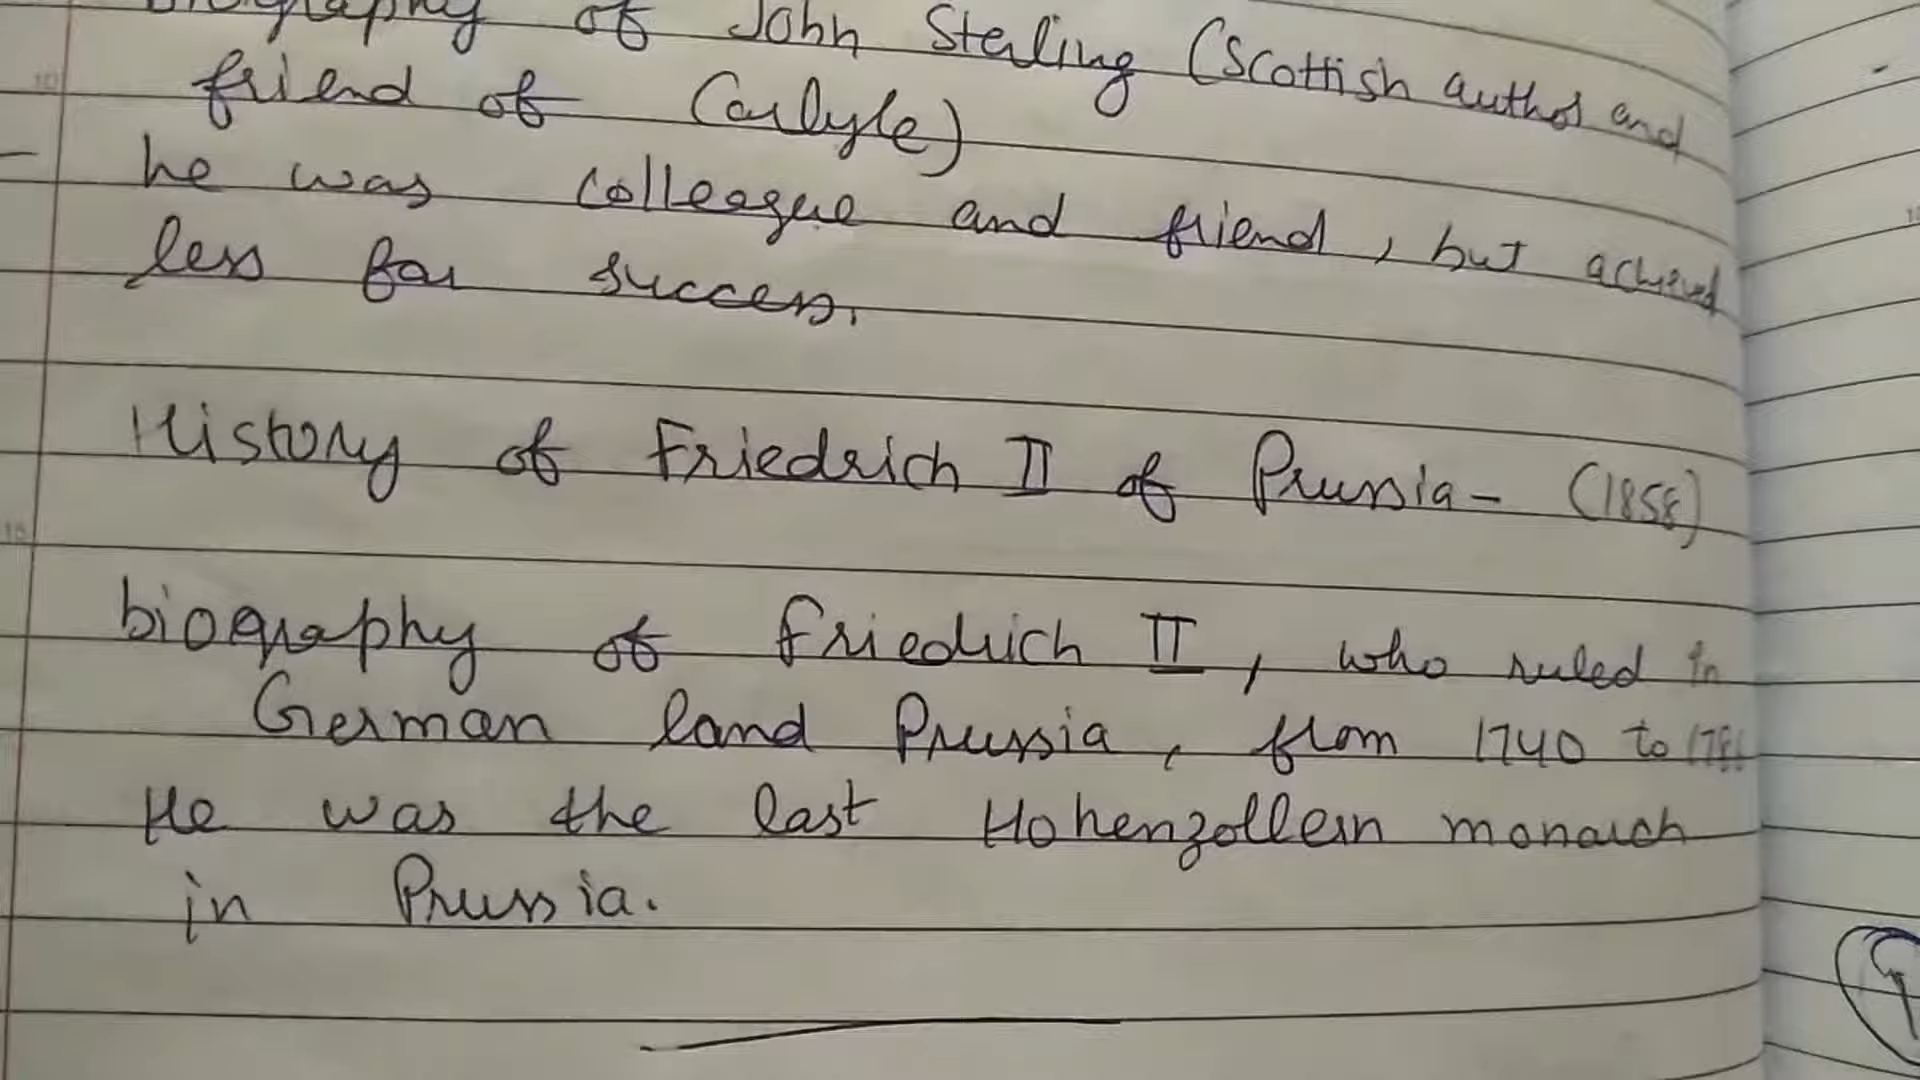 biography of John Sterling (Scottish author and
friend of Carlyle)
he was colleague and friend, but achieved
less far success.
History of Friedrich II of Prussia - (1858)
biography of Friedrich II, who ruled in
German land Prussia, from 1740 to 1786
He was the last Hohenzollern monarch
in Prussia.